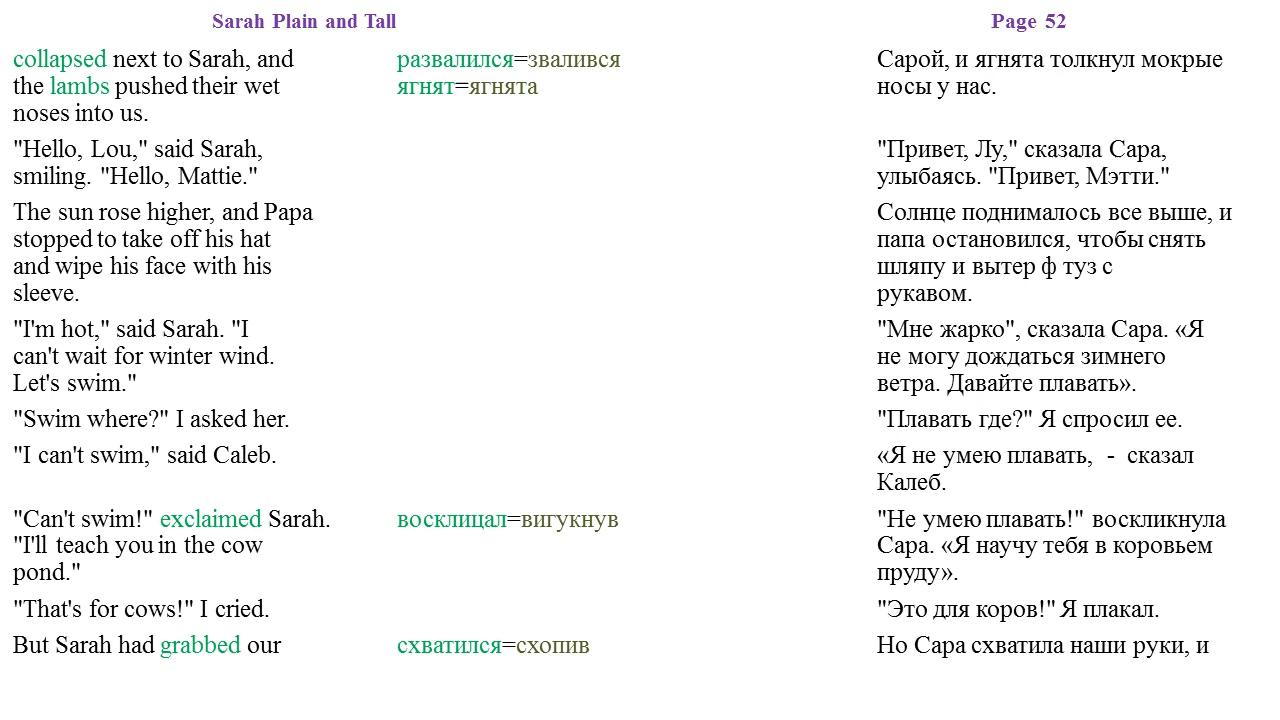 Sarah Plain and Tall
Page 52
collapsed next to Sarah, and
the lambs pushed their wet
noses into us.
развалился=звалився
ягнят=ягнята
Сарой, и ягнята толкнул мокрые
носы у нас.
"Hello, Lou," said Sarah,
smiling. "Hello, Mattie."
"Привет, Лу," сказала Сара,
улыбаясь. "Привет, Мэтти."
The sun rose higher, and Papa
stopped to take off his hat
and wipe his face with his
sleeve.
Солнце поднималось все выше, и
папа остановился, чтобы снять
шляпу и вытер ф туз с
рукавом.
"I'm hot," said Sarah. "I
can't wait for winter wind.
Let's swim."
"Мне жарко", сказала Сара. «Я
не могу дождаться зимнего
ветра. Давайте плавать».
"Swim where?" I asked her.
"Плавать где?" Я спросил ее.
"I can't swim," said Caleb.
«Я не умею плавать, - сказал
Калеб.
"Can't swim!" exclaimed Sarah.
"I'll teach you in the cow
pond."
восклицал=вигукнув
"Не умею плавать!" воскликнула
Сара. «Я научу тебя в коровьем
пруду».
"That's for cows!" I cried.
"Это для коров!" Я плакал.
But Sarah had grabbed our
схватился=схопив
Но Сара схватила наши руки, и